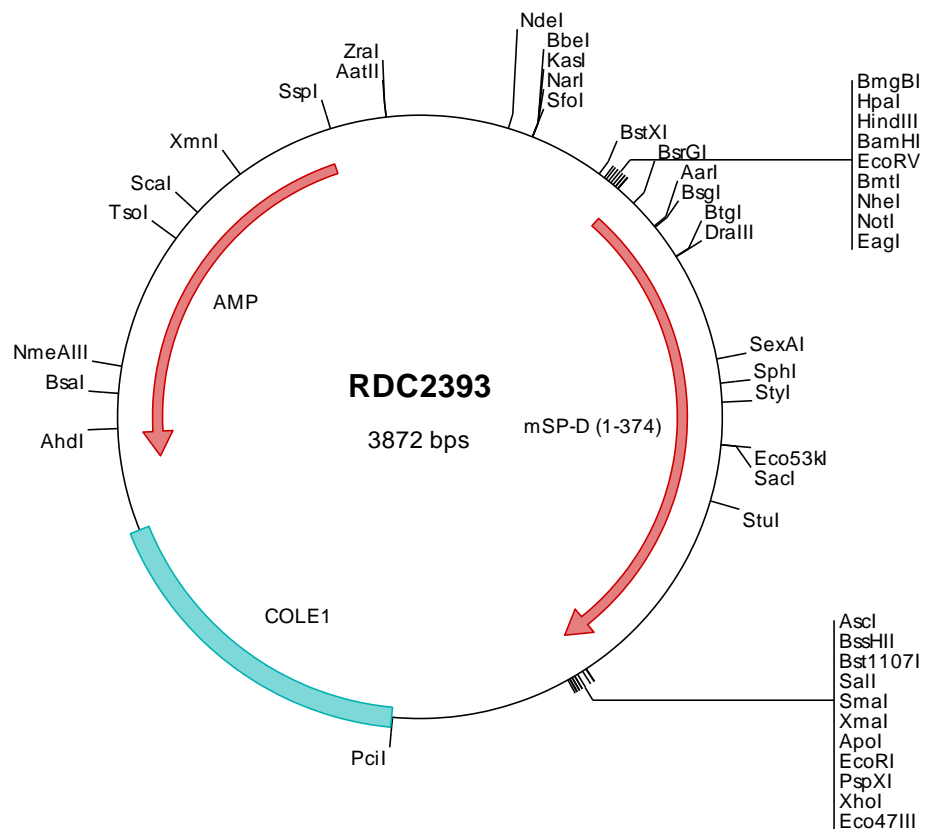 NdeI
BbeI
KasI
NarI
SfoI
ZraI
AatII
SspI
XmnI
ScaI
TsoI
BstXI
BsrGI
AarI
BsgI
BtgI
DraIII
BmgBI
HpaI
HindIII
BamHI
EcoRV
BmtI
NheI
NotI
EagI
AMP
NmeAIII
BsaI
AhdI
RDC2393
3872 bps
mSP-D (1-374)
SexAI
SphI
StyI
Eco53kI
SacI
StuI
COLE1
PciI
AscI
BssHII
Bst1107I
SalI
SmaI
XmaI
ApoI
EcoRI
PspXI
XhoI
Eco47III